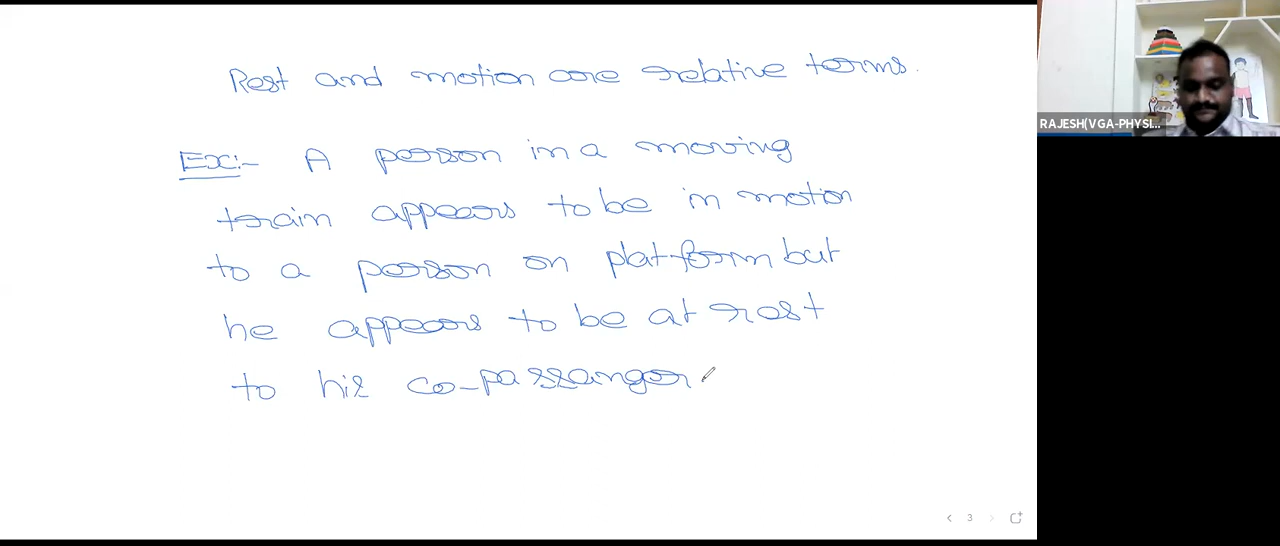 Rest and motion are relative terms.
Ex:- A person in a moving
train appears to be in motion
to a person on platform but
he appears to be at rest
to his co-passanger
RAJESH(VGA-PHYSI...
3